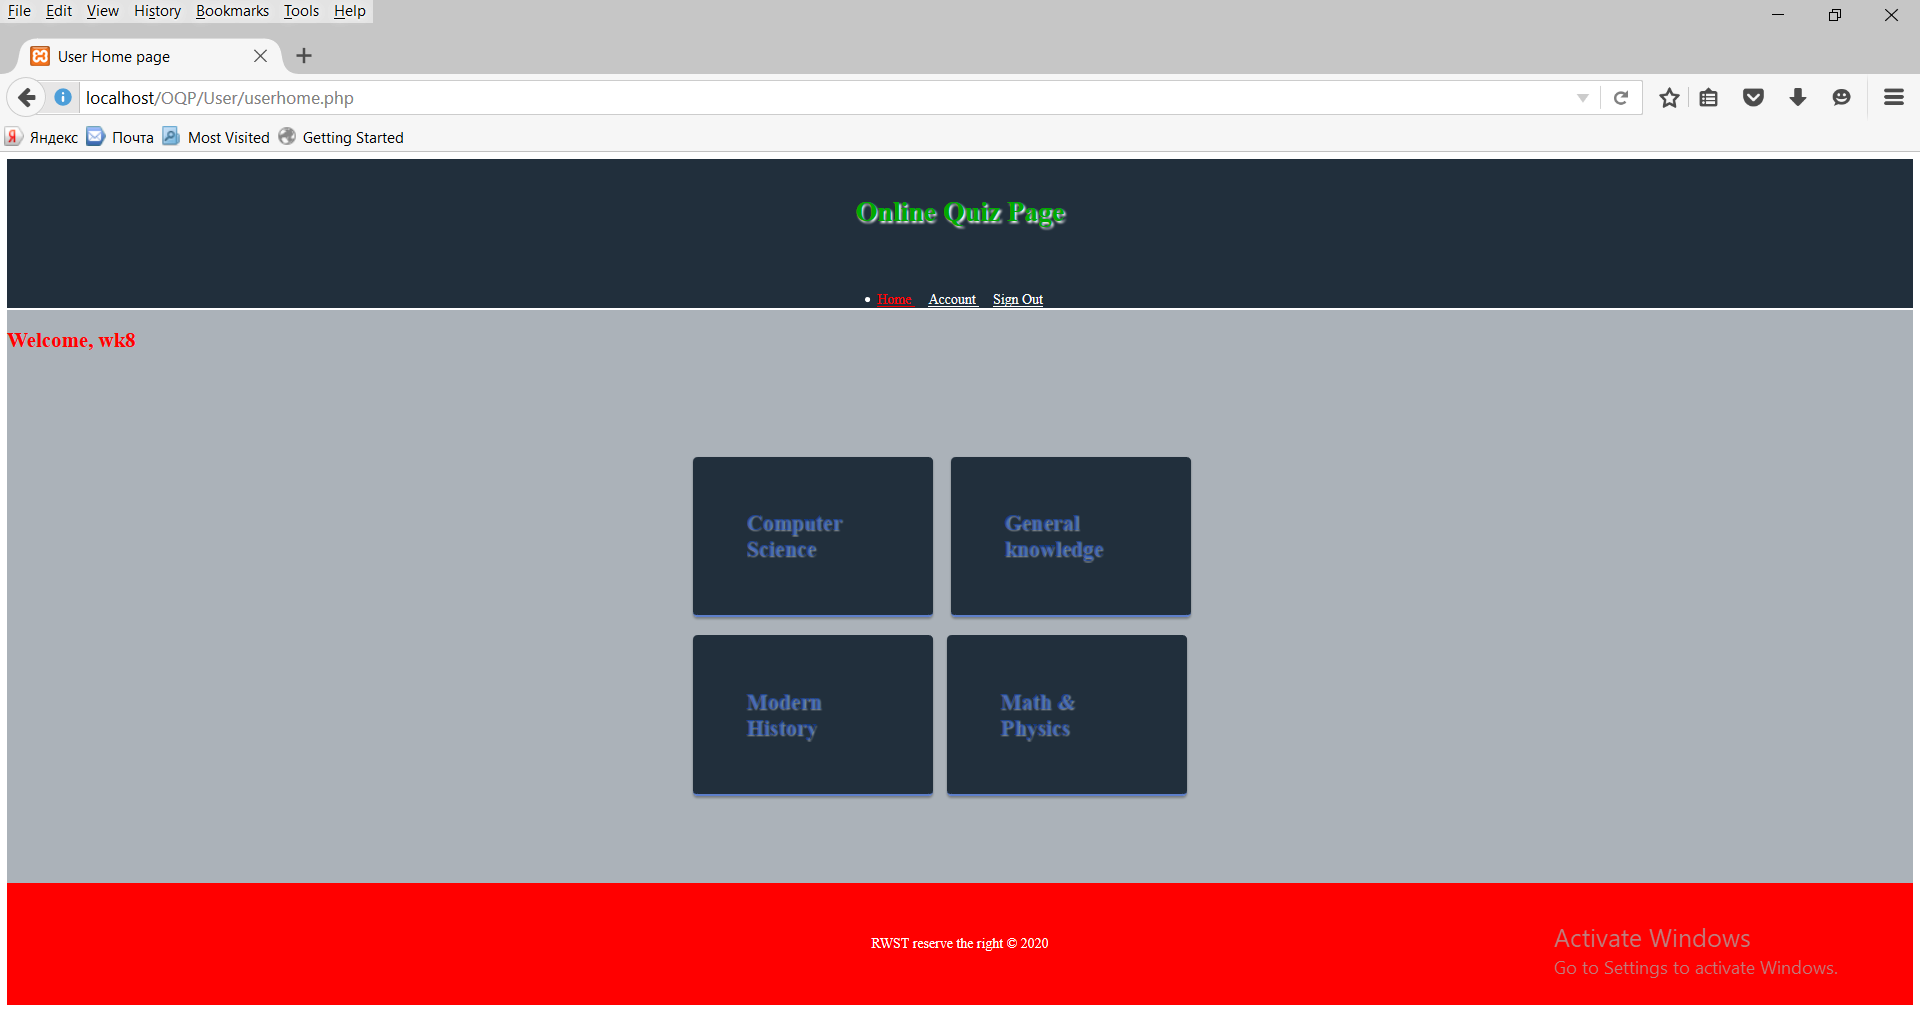 File Edit View History Bookmarks Tools Help
User Home page
localhost/OQP/User/userhome.php
Яндекс Почта Most Visited Getting Started
Online Quiz Page
Home Account Sign Out
Welcome, wk8
Computer
Science
General
knowledge
Modern
History
Math &
Physics
RWST reserve the right © 2020
Activate Windows
Go to Settings to activate Windows.